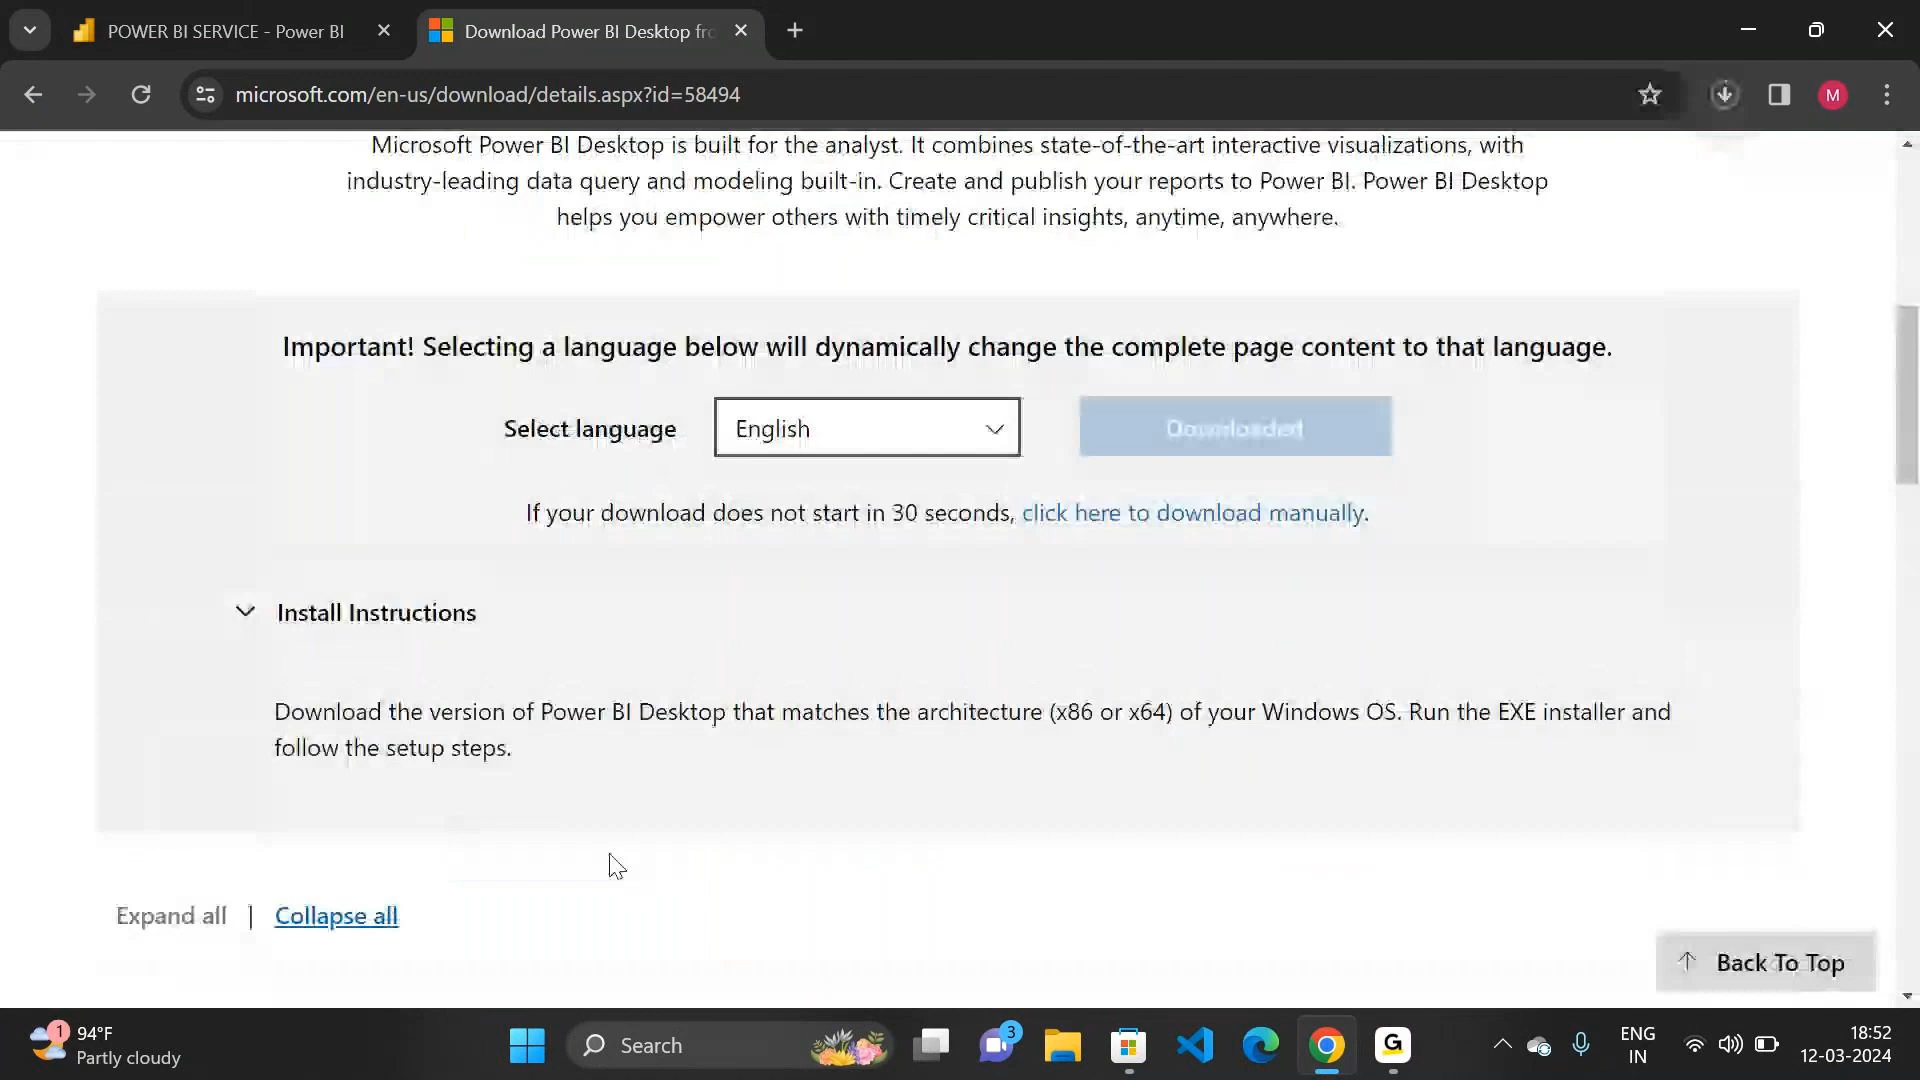 POWER BI SERVICE - Power BI
Download Power BI Desktop fro
microsoft.com/en-us/download/details.aspx?id=58494
M
Microsoft Power BI Desktop is built for the analyst. It combines state-of-the-art interactive visualizations, with
industry-leading data query and modeling built-in. Create and publish your reports to Power BI. Power BI Desktop
helps you empower others with timely critical insights, anytime, anywhere.
Important! Selecting a language below will dynamically change the complete page content to that language.
Select language
English
Downloaded
If your download does not start in 30 seconds, click here to download manually.
Install Instructions
Download the version of Power BI Desktop that matches the architecture (x86 or x64) of your Windows OS. Run the EXE installer and
follow the setup steps.
Expand all | Collapse all
Back To Top
1
94°F
Partly cloudy
Search
3
G
ENG
IN
18:52
12-03-2024